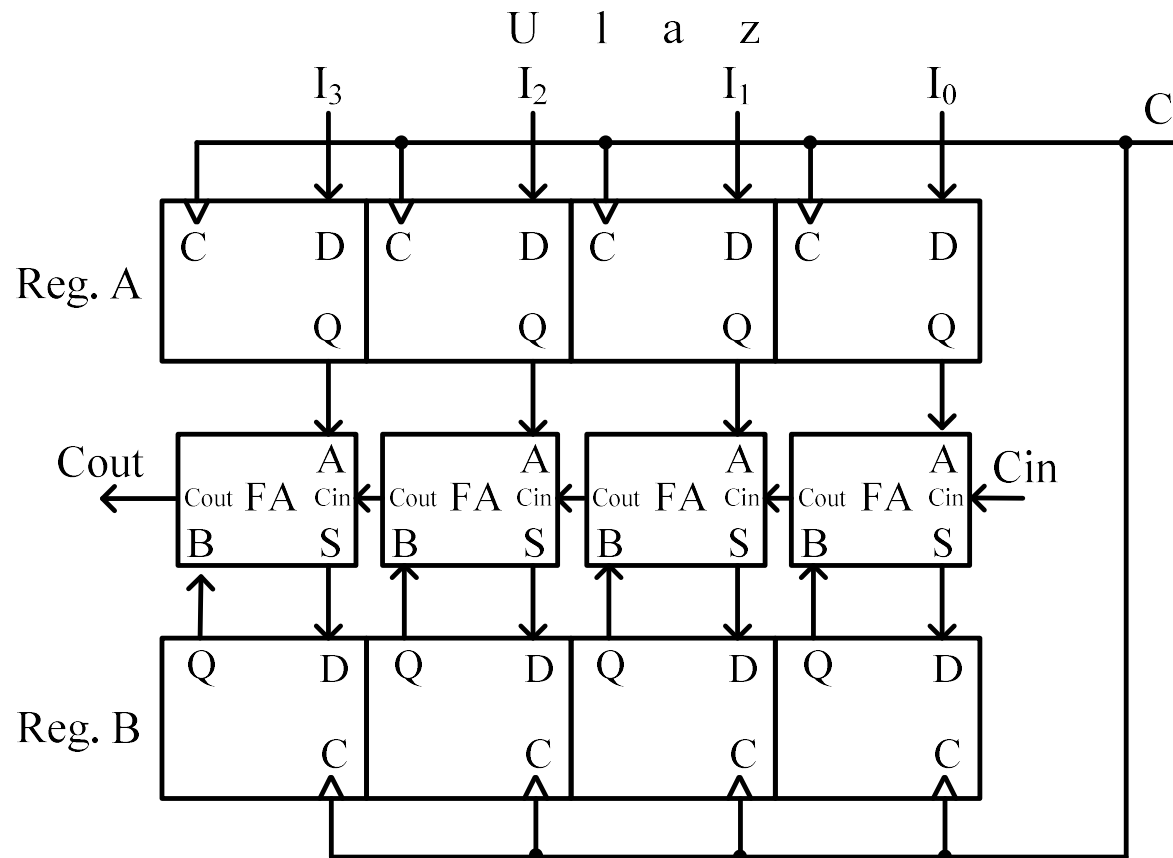 U l a z
I₃ I₂ I₁ I₀
C
C D C D C D C D
Reg. A
Q Q Q Q
Cout A A A A Cin
Cout FA Cin Cout FA Cin Cout FA Cin Cout FA Cin
B S B S B S B S
Q D Q D Q D Q D
Reg. B
C C C C